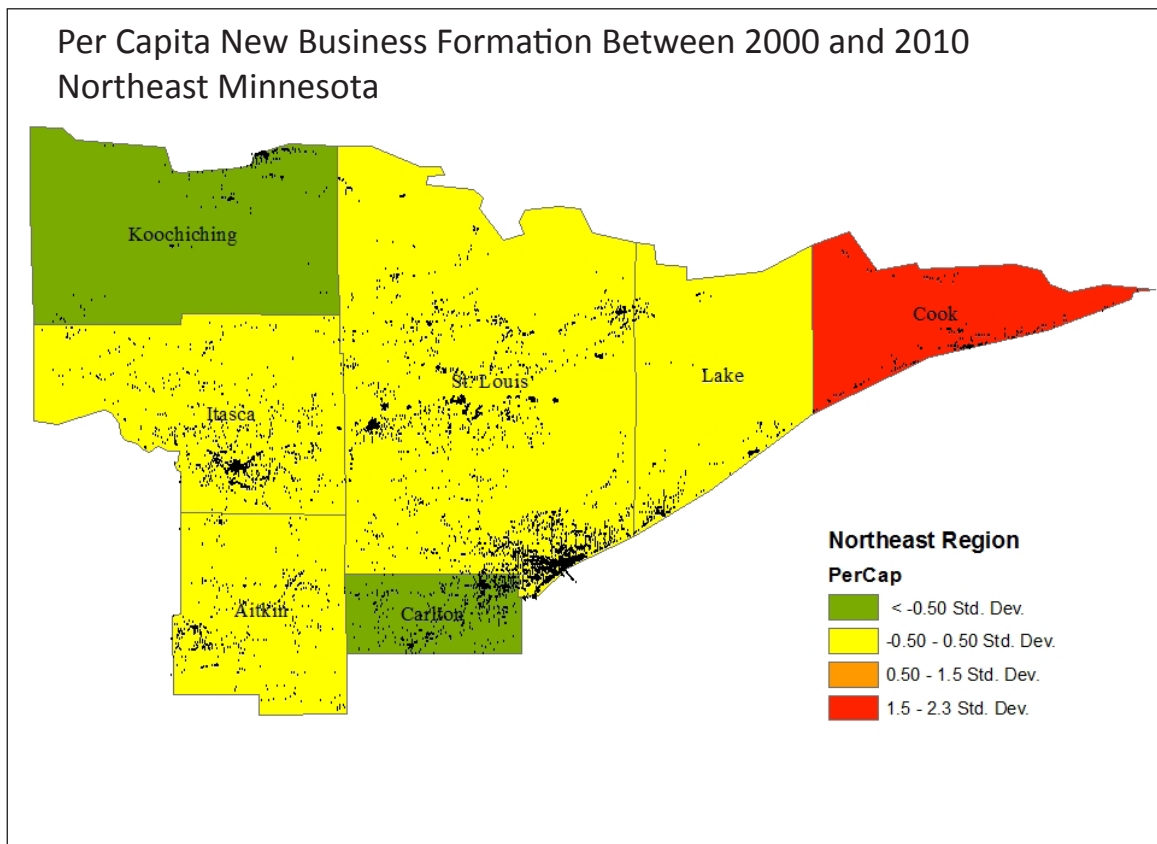 Per Capita New Business Formation Between 2000 and 2010
Northeast Minnesota
Koochiching
Cook
Lake
St. Louis
Itasca
Aitkin
Carlton
Northeast Region
PerCap
< -0.50 Std. Dev.
-0.50 - 0.50 Std. Dev.
0.50 - 1.5 Std. Dev.
1.5 - 2.3 Std. Dev.